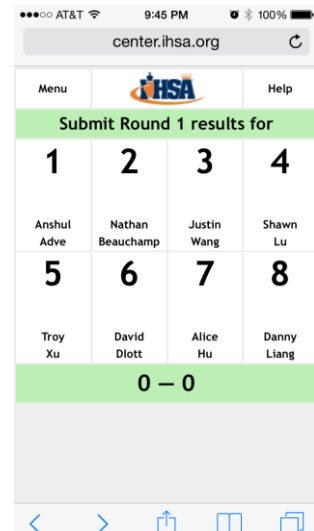 ●●●○○ AT&T 9:45 PM 100%
center.ihsa.org
Menu IHSA Help
Submit Round 1 results for
1 2 3 4
Anshul Nathan Justin Shawn
Adve Beauchamp Wang Lu
5 6 7 8
Troy David Alice Danny
Xu Dlott Hu Liang
0 – 0